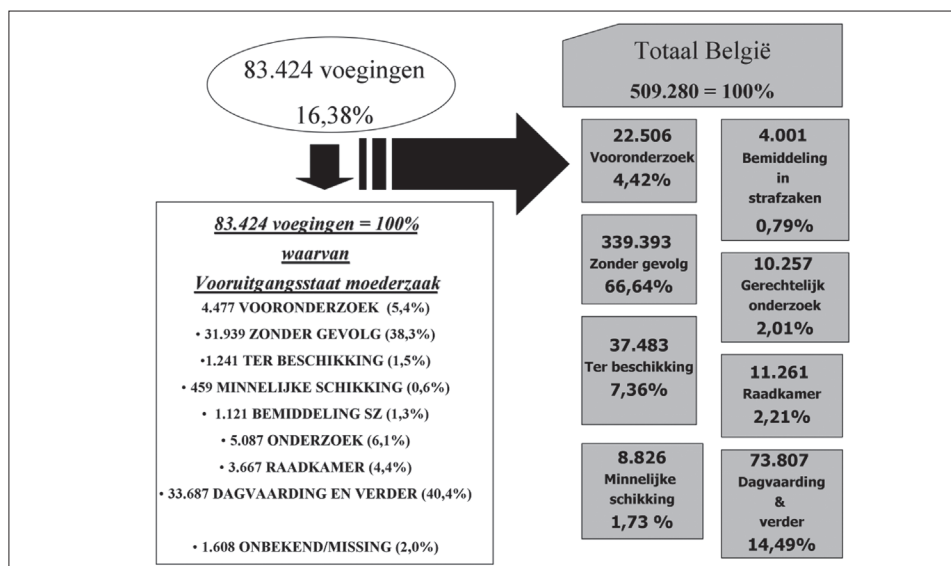 83.424 voegingen
16,38%
Totaal België
509.280 = 100%
83.424 voegingen = 100%
waarvan
Vooruitgangsstaat moederzaak
4.477 VOORONDERZOEK (5,4%)
• 31.939 ZONDER GEVOLG (38,3%)
•1.241 TER BESCHIKKING (1,5%)
• 459 MINNELIJKE SCHIKKING (0,6%)
• 1.121 BEMIDDELING SZ (1,3%)
• 5.087 ONDERZOEK (6,1%)
• 3.667 RAADKAMER (4,4%)
• 33.687 DAGVAARDING EN VERDER (40,4%)
• 1.608 ONBEKEND/MISSING (2,0%)
22.506
Vooronderzoek
4,42%
339.393
Zonder gevolg
66,64%
37.483
Ter beschikking
7,36%
8.826
Minnelijke
schikking
1,73 %
4.001
Bemiddeling
in
strafzaken
0,79%
10.257
Gerechtelijk
onderzoek
2,01%
11.261
Raadkamer
2,21%
73.807
Dagvaarding
&
verder
14,49%